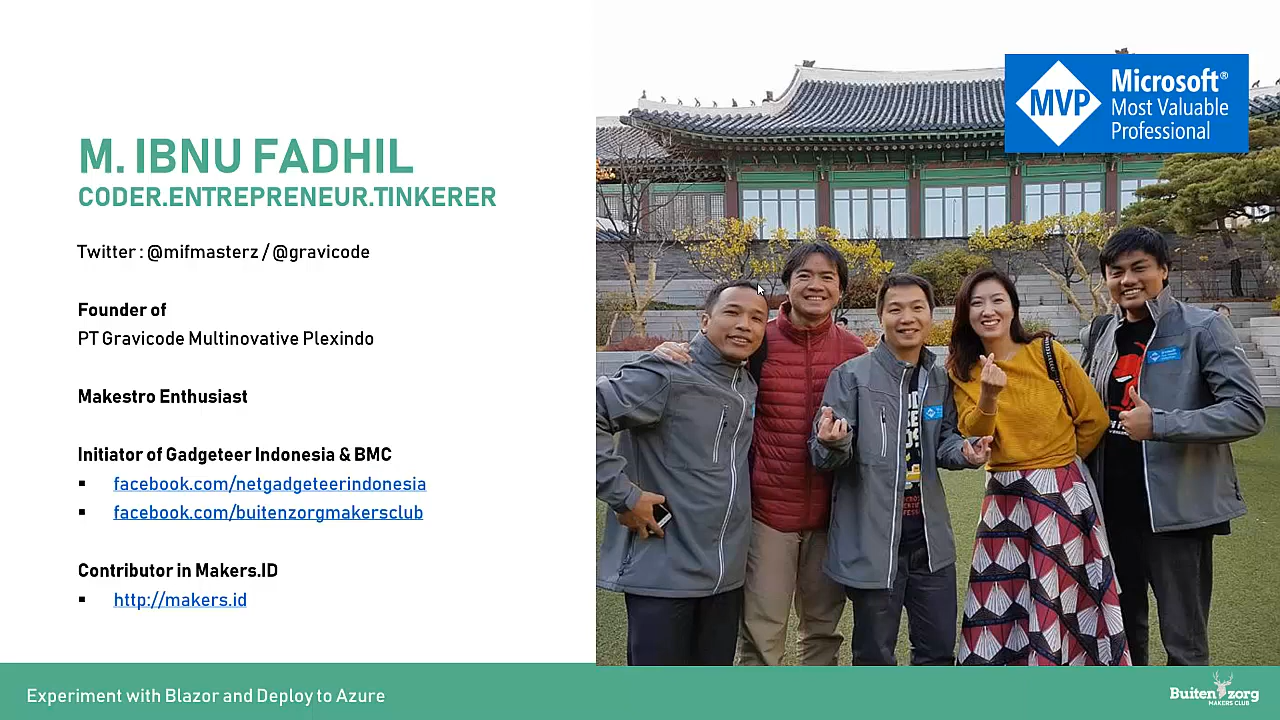 M. IBNU FADHIL
CODER.ENTREPRENEUR.TINKERER
Twitter : @mifmasterz / @gravicode
Founder of
PT Gravicode Multinovative Plexindo
Makestro Enthusiast
Initiator of Gadgeteer Indonesia & BMC
▪ facebook.com/netgadgeteerindonesia
▪ facebook.com/buitenzorgmakersclub
Contributor in Makers.ID
▪ http://makers.id
MVP
Microsoft®
Most Valuable
Professional
Experiment with Blazor and Deploy to Azure
Buitenzorg
MAKERS CLUB